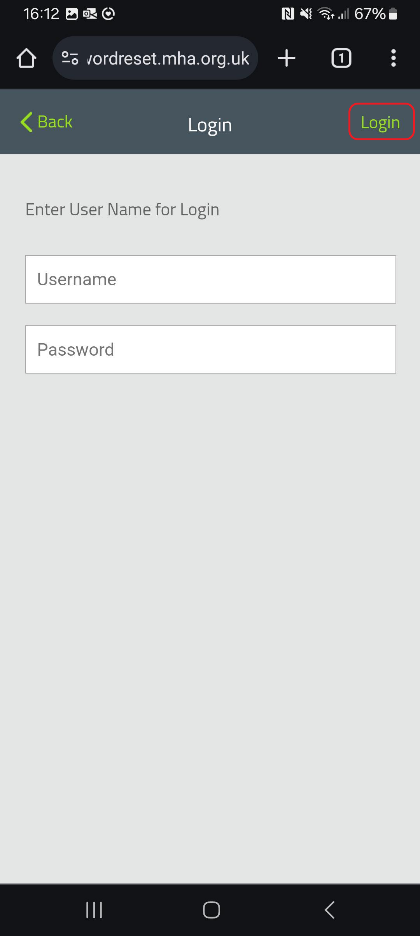 16:12
67%
vordreset.mha.org.uk
1
Back
Login
Login
Enter User Name for Login
Username
Password